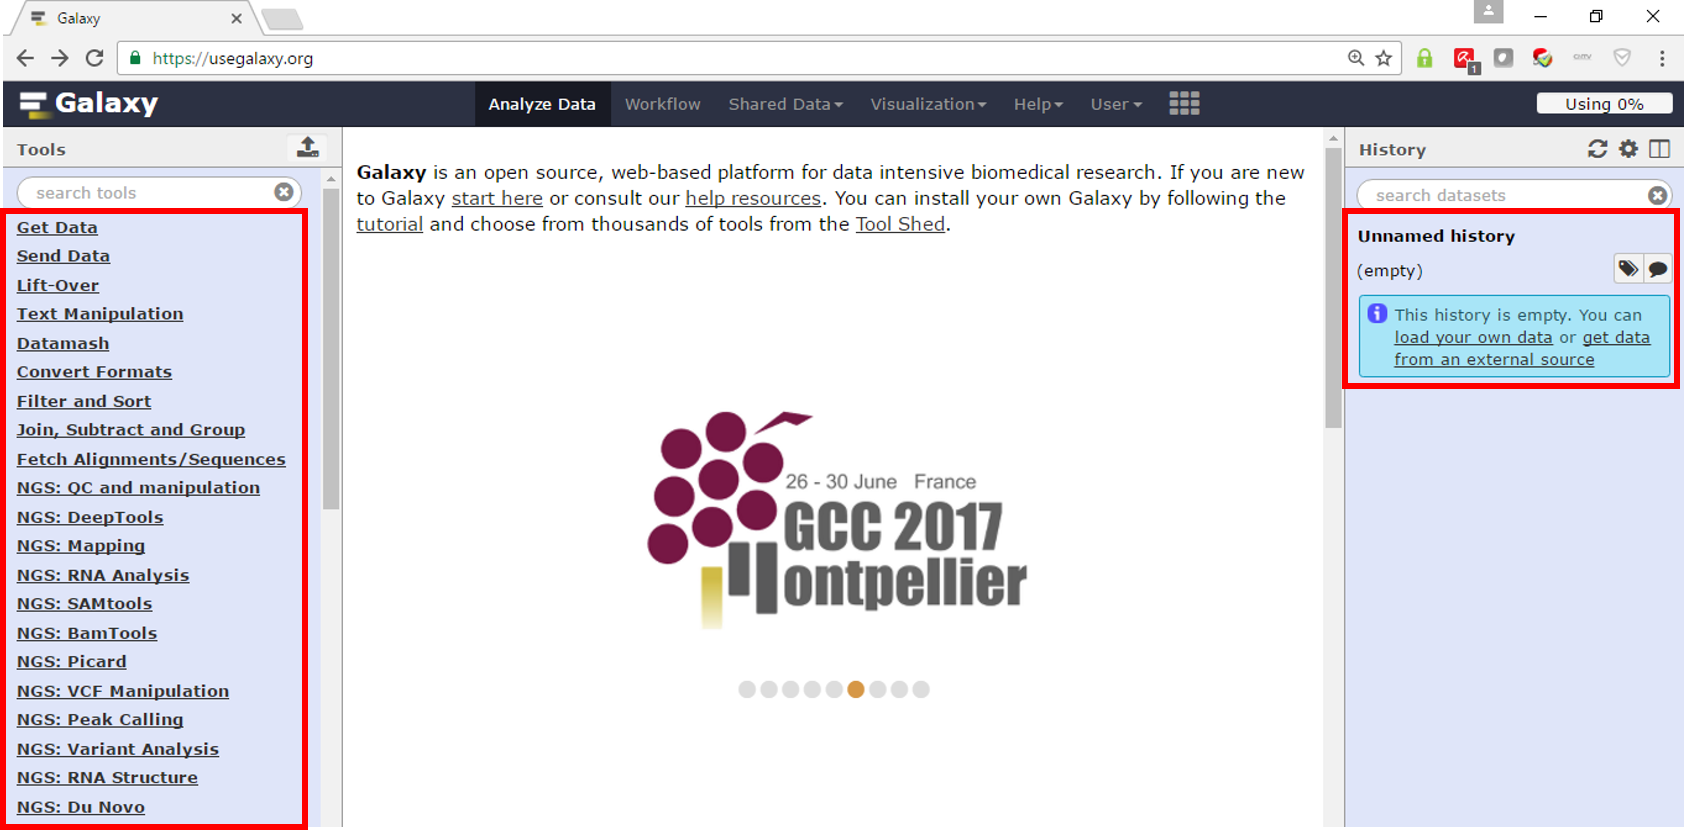 Galaxy
https://usegalaxy.org
1
Galaxy
Analyze Data
Workflow
Shared Data
Visualization
Help
User
Using 0%
Tools
search tools
Get Data
Send Data
Lift-Over
Text Manipulation
Datamash
Convert Formats
Filter and Sort
Join, Subtract and Group
Fetch Alignments/Sequences
NGS: QC and manipulation
NGS: DeepTools
NGS: Mapping
NGS: RNA Analysis
NGS: SAMtools
NGS: BamTools
NGS: Picard
NGS: VCF Manipulation
NGS: Peak Calling
NGS: Variant Analysis
NGS: RNA Structure
NGS: Du Novo
Galaxy is an open source, web-based platform for data intensive biomedical research. If you are new
to Galaxy start here or consult our help resources. You can install your own Galaxy by following the
tutorial and choose from thousands of tools from the Tool Shed.
26 - 30 June France
GCC 2017
Montpellier
History
search datasets
Unnamed history
(empty)
This history is empty. You can
load your own data or get data
from an external source